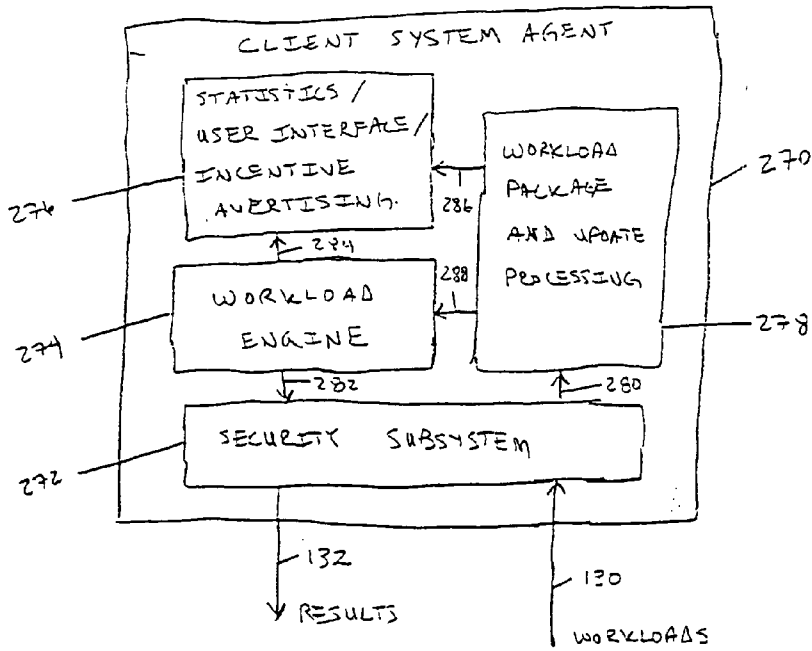 CLIENT SYSTEM AGENT
STATISTICS /
USER INTERFACE /
INCENTIVE
AVERTISING.
WORKLOAD
PACKAGE
AND UPDATE
PROCESSING
270
276
286
284
288
WORKLOAD
ENGINE
274
278
282
280
SECURITY SUBSYSTEM
272
132
130
RESULTS
WORKLOADS